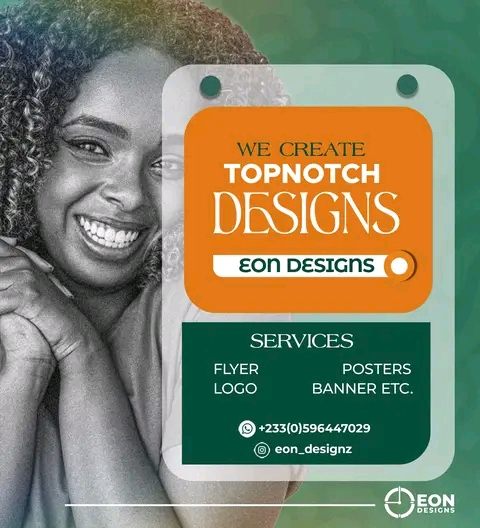 WE CREATE
TOPNOTCH
DESIGNS
EON DESIGNS
SERVICES
FLYER
POSTERS
LOGO
BANNER ETC.
+233(0)596447029
eon_designz
EON
DESIGNS